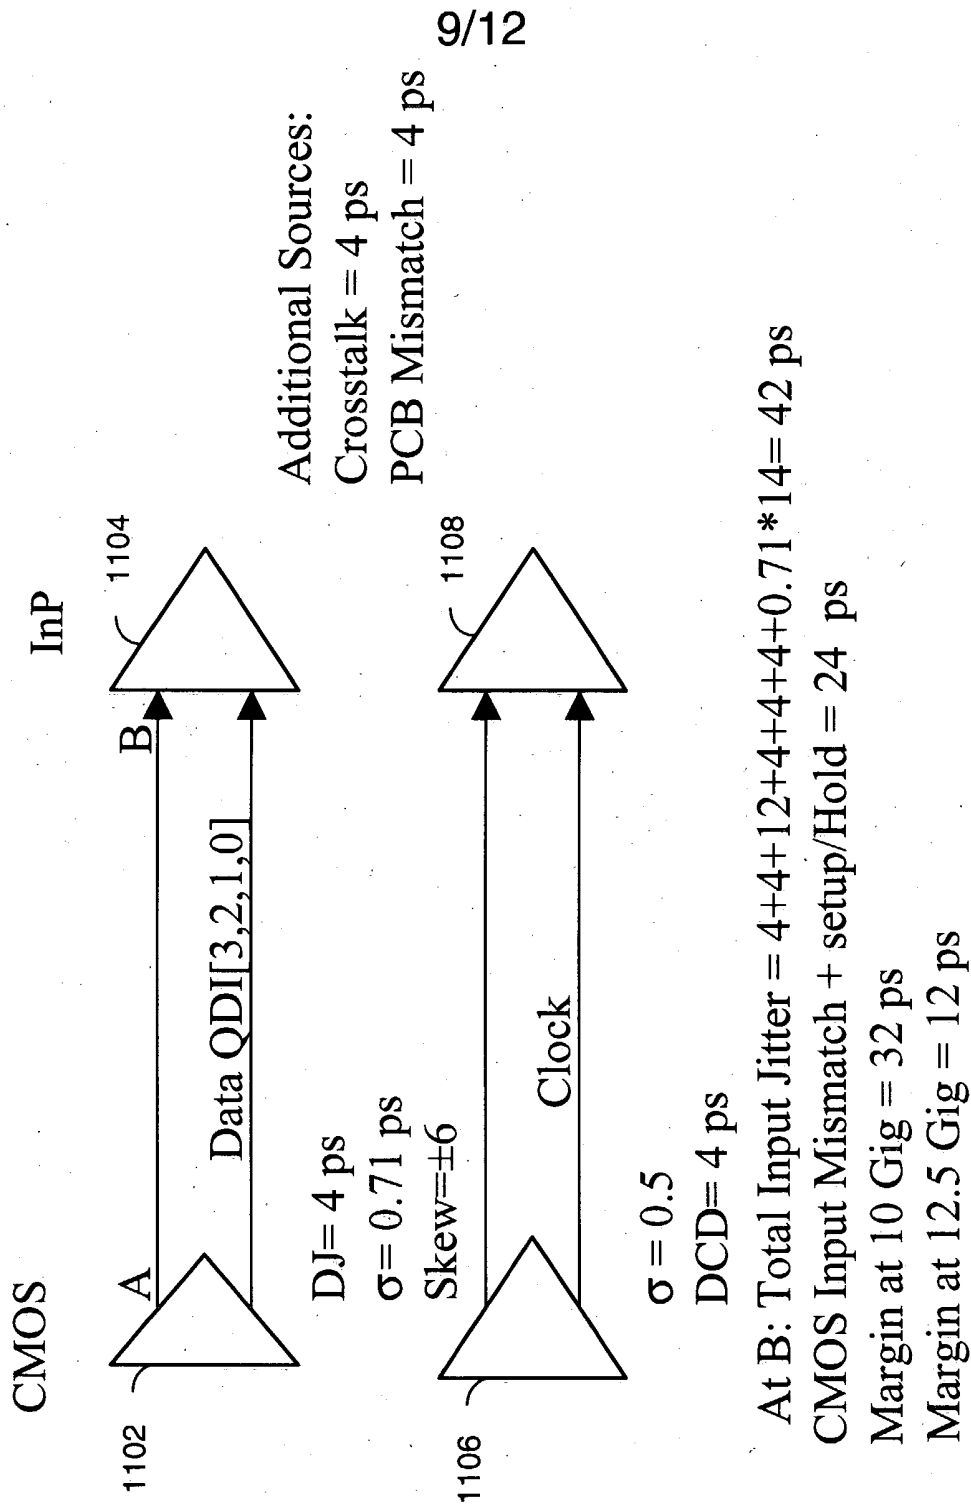 9/12
CMOS
InP
1102
A
B
1104
Data QDI[3,2,1,0]
DJ= 4 ps
σ= 0.71 ps
Skew=±6
Additional Sources:
Crosstalk = 4 ps
PCB Mismatch = 4 ps
1106
Clock
1108
σ = 0.5
DCD= 4 ps
At B: Total Input Jitter = 4+4+12+4+4+4+0.71*14= 42 ps
CMOS Input Mismatch + setup/Hold = 24 ps
Margin at 10 Gig = 32 ps
Margin at 12.5 Gig = 12 ps